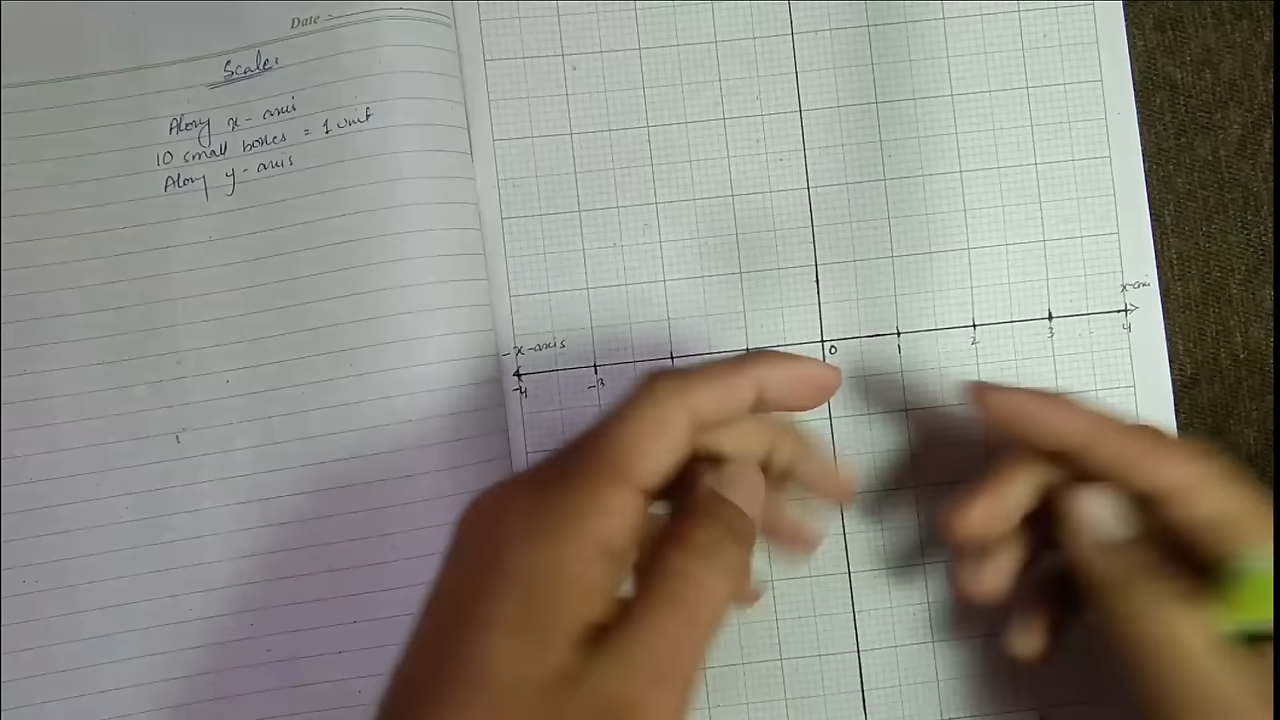 Date
Scale:
Along x-axis
10 small boxes = 1 unit
Along y-axis
x-axis
-x-axis
-4 -3 0 1 2 3 4